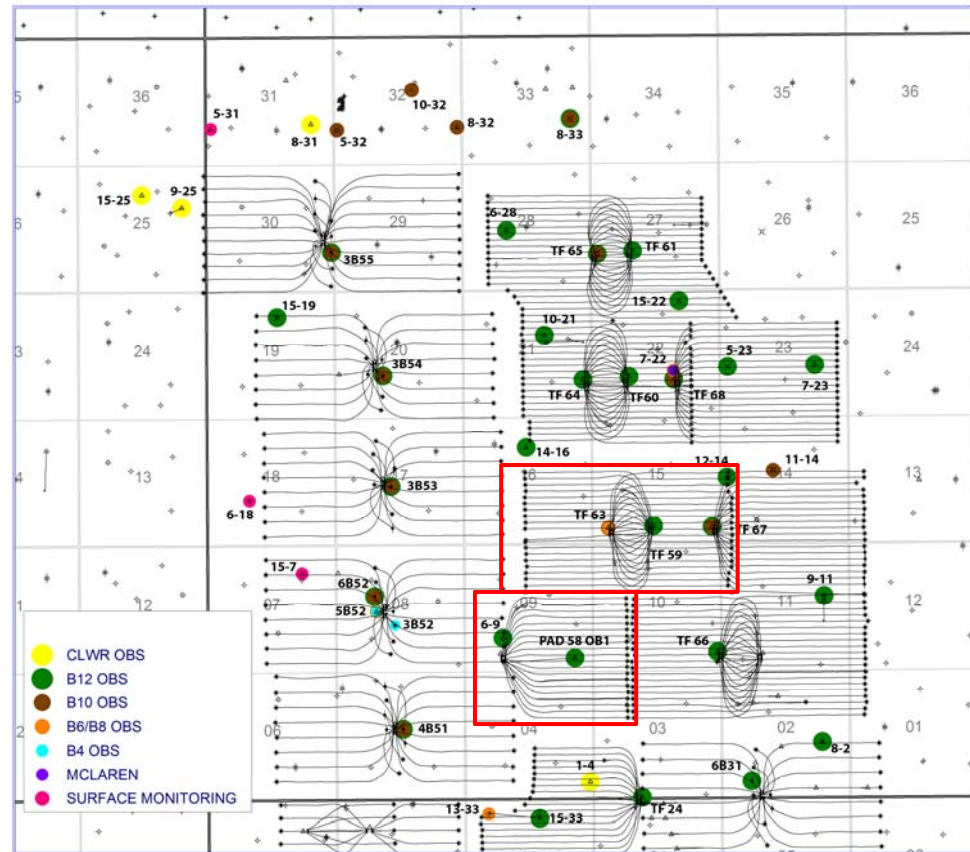 5 36 31 32 33 34 35 36
5-31
8-31
5-32
10-32
8-32
8-33
15-25
9-25
6 25 30 29 28 27 26 25
3B55
6-28
TF 65
TF 61
15-19
15-22
10-21
3 24 19 20 22 23 24
3B54
7-22
5-23
7-23
TF 64
TF60
TF 68
14-16
12-14
11-14
4 13 18 17 16 15 14 13
3B53
6-18
TF 63
TF 59
TF 67
15-7
6B52
5B52
3B52
1 12 07 08 09 10 11 12
9-11
6-9
PAD 58 OB1
TF 66
2 06 04 03 02 01
4B51
1-4
6B31
8-2
13-33
15-33
TF 24
CLWR OBS
B12 OBS
B10 OBS
B6/B8 OBS
B4 OBS
MCLAREN
SURFACE MONITORING